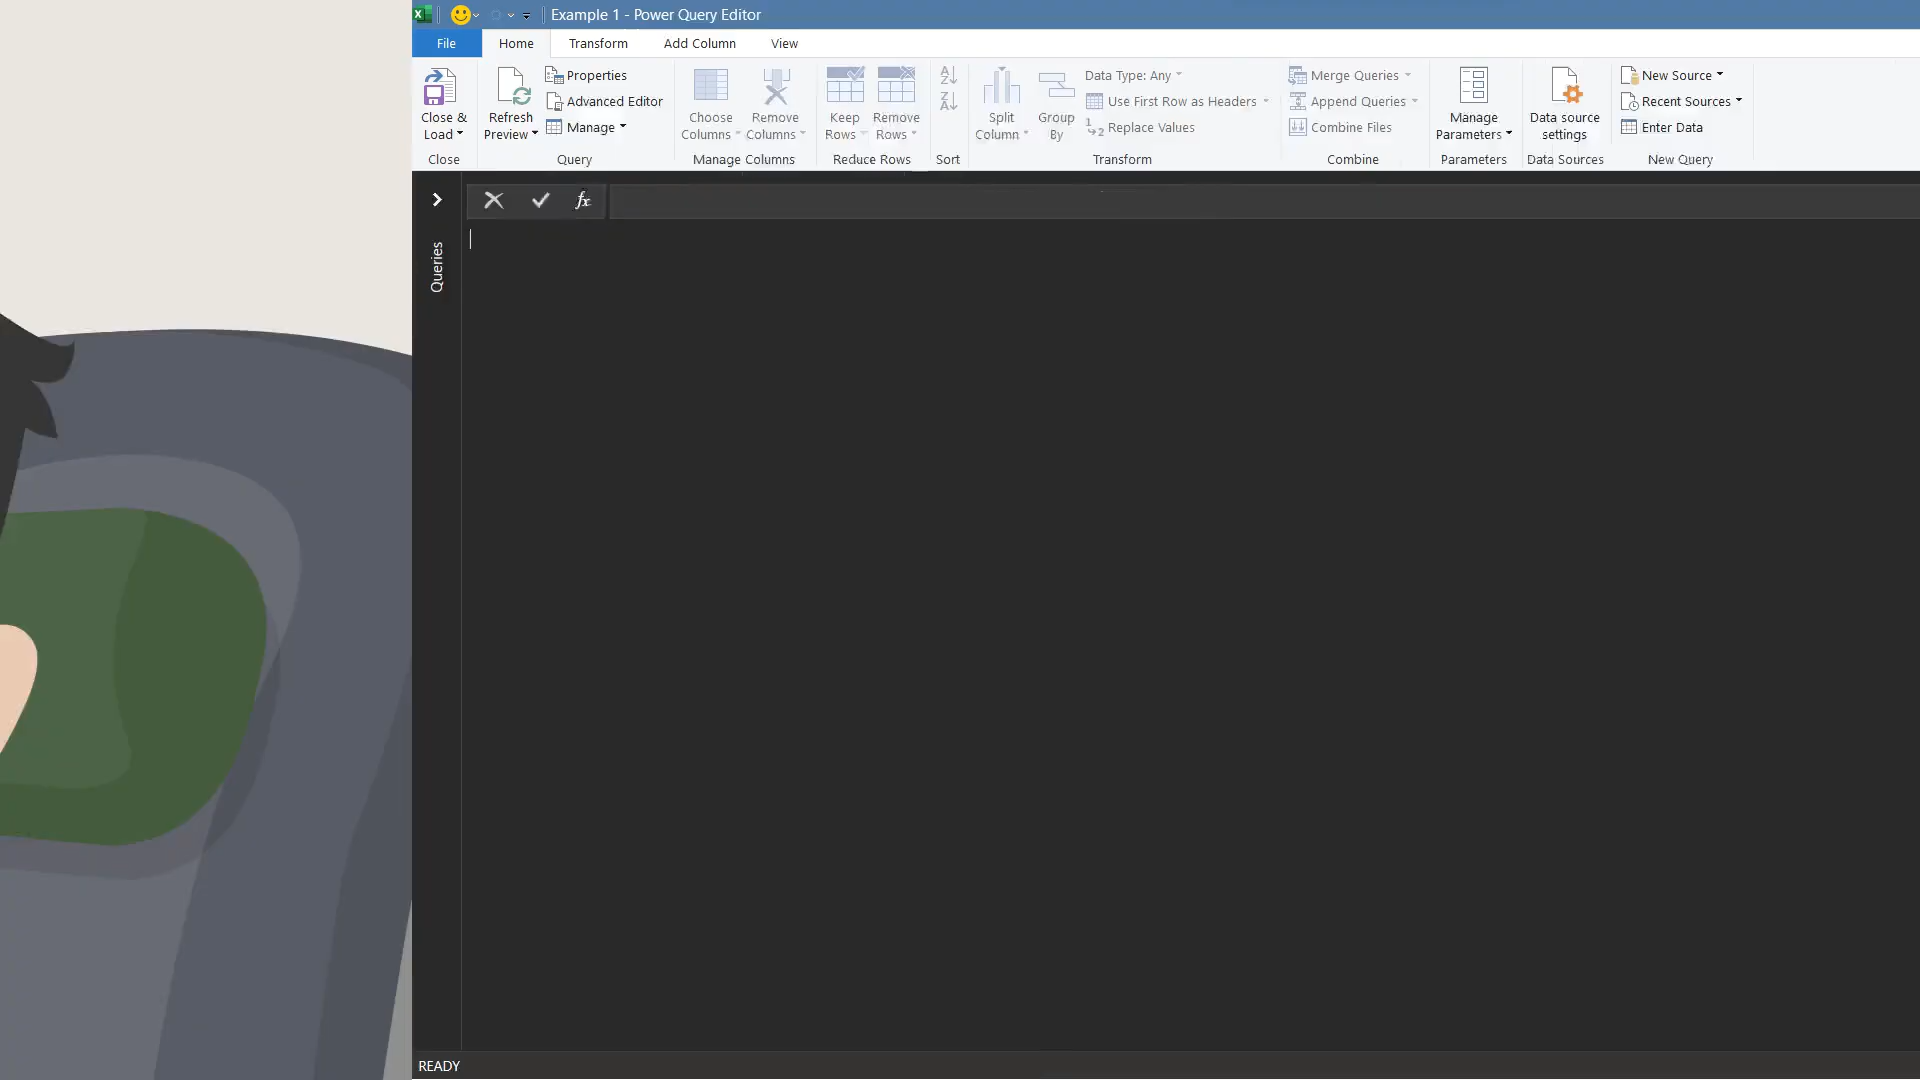 Example 1 - Power Query Editor
File Home Transform Add Column View
Close & Load
Close
Refresh Preview
Properties
Advanced Editor
Manage
Query
Choose Columns
Remove Columns
Manage Columns
Keep Rows
Remove Rows
Reduce Rows
A Z
Z A
Sort
Split Column
Group By
Data Type: Any
Use First Row as Headers
1 2 Replace Values
Transform
Merge Queries
Append Queries
Combine Files
Combine
Manage Parameters
Parameters
Data source settings
Data Sources
New Source
Recent Sources
Enter Data
New Query
fx
Queries
READY